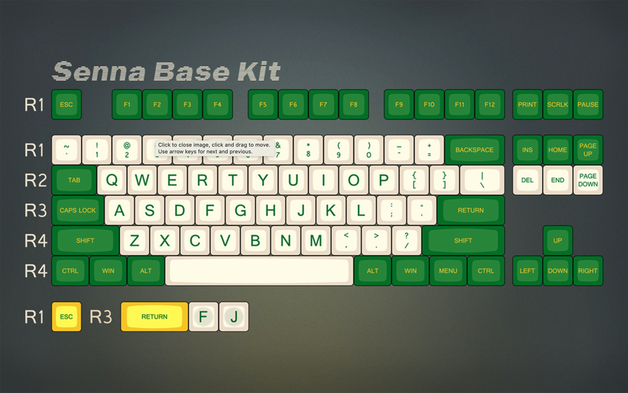 Senna Base Kit
R1 ESC F1 F2 F3 F4 F5 F6 F7 F8 F9 F10 F11 F12 PRINT SCRLK PAUSE
R1 ~ ! 1 @ 2 & 7 * 8 ( 9 ) 0 _ - + = BACKSPACE INS HOME PAGE UP
Click to close image, click and drag to move.
Use arrow keys for next and previous.
R2 TAB Q W E R T Y U I O P { [ } ] | \ DEL END PAGE DOWN
R3 CAPS LOCK A S D F G H J K L : ; RETURN
R4 SHIFT Z X C V B N M < , > . ? / SHIFT UP
R4 CTRL WIN ALT ALT WIN MENU CTRL LEFT DOWN RIGHT
R1 ESC R3 RETURN F J